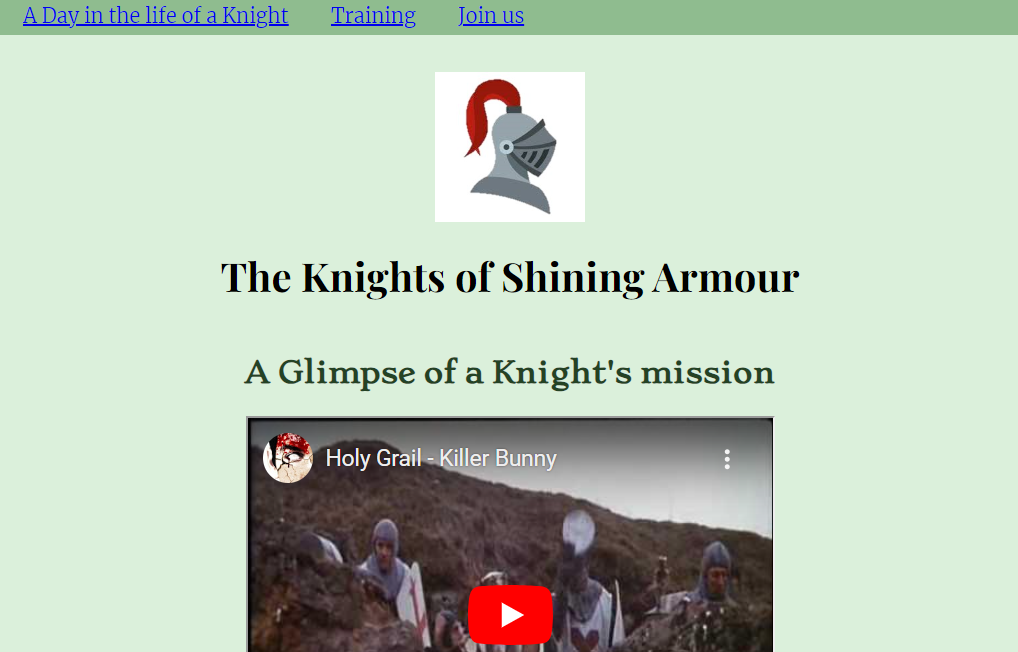 A Day in the life of a Knight Training Join us
The Knights of Shining Armour
A Glimpse of a Knight's mission
Holy Grail - Killer Bunny